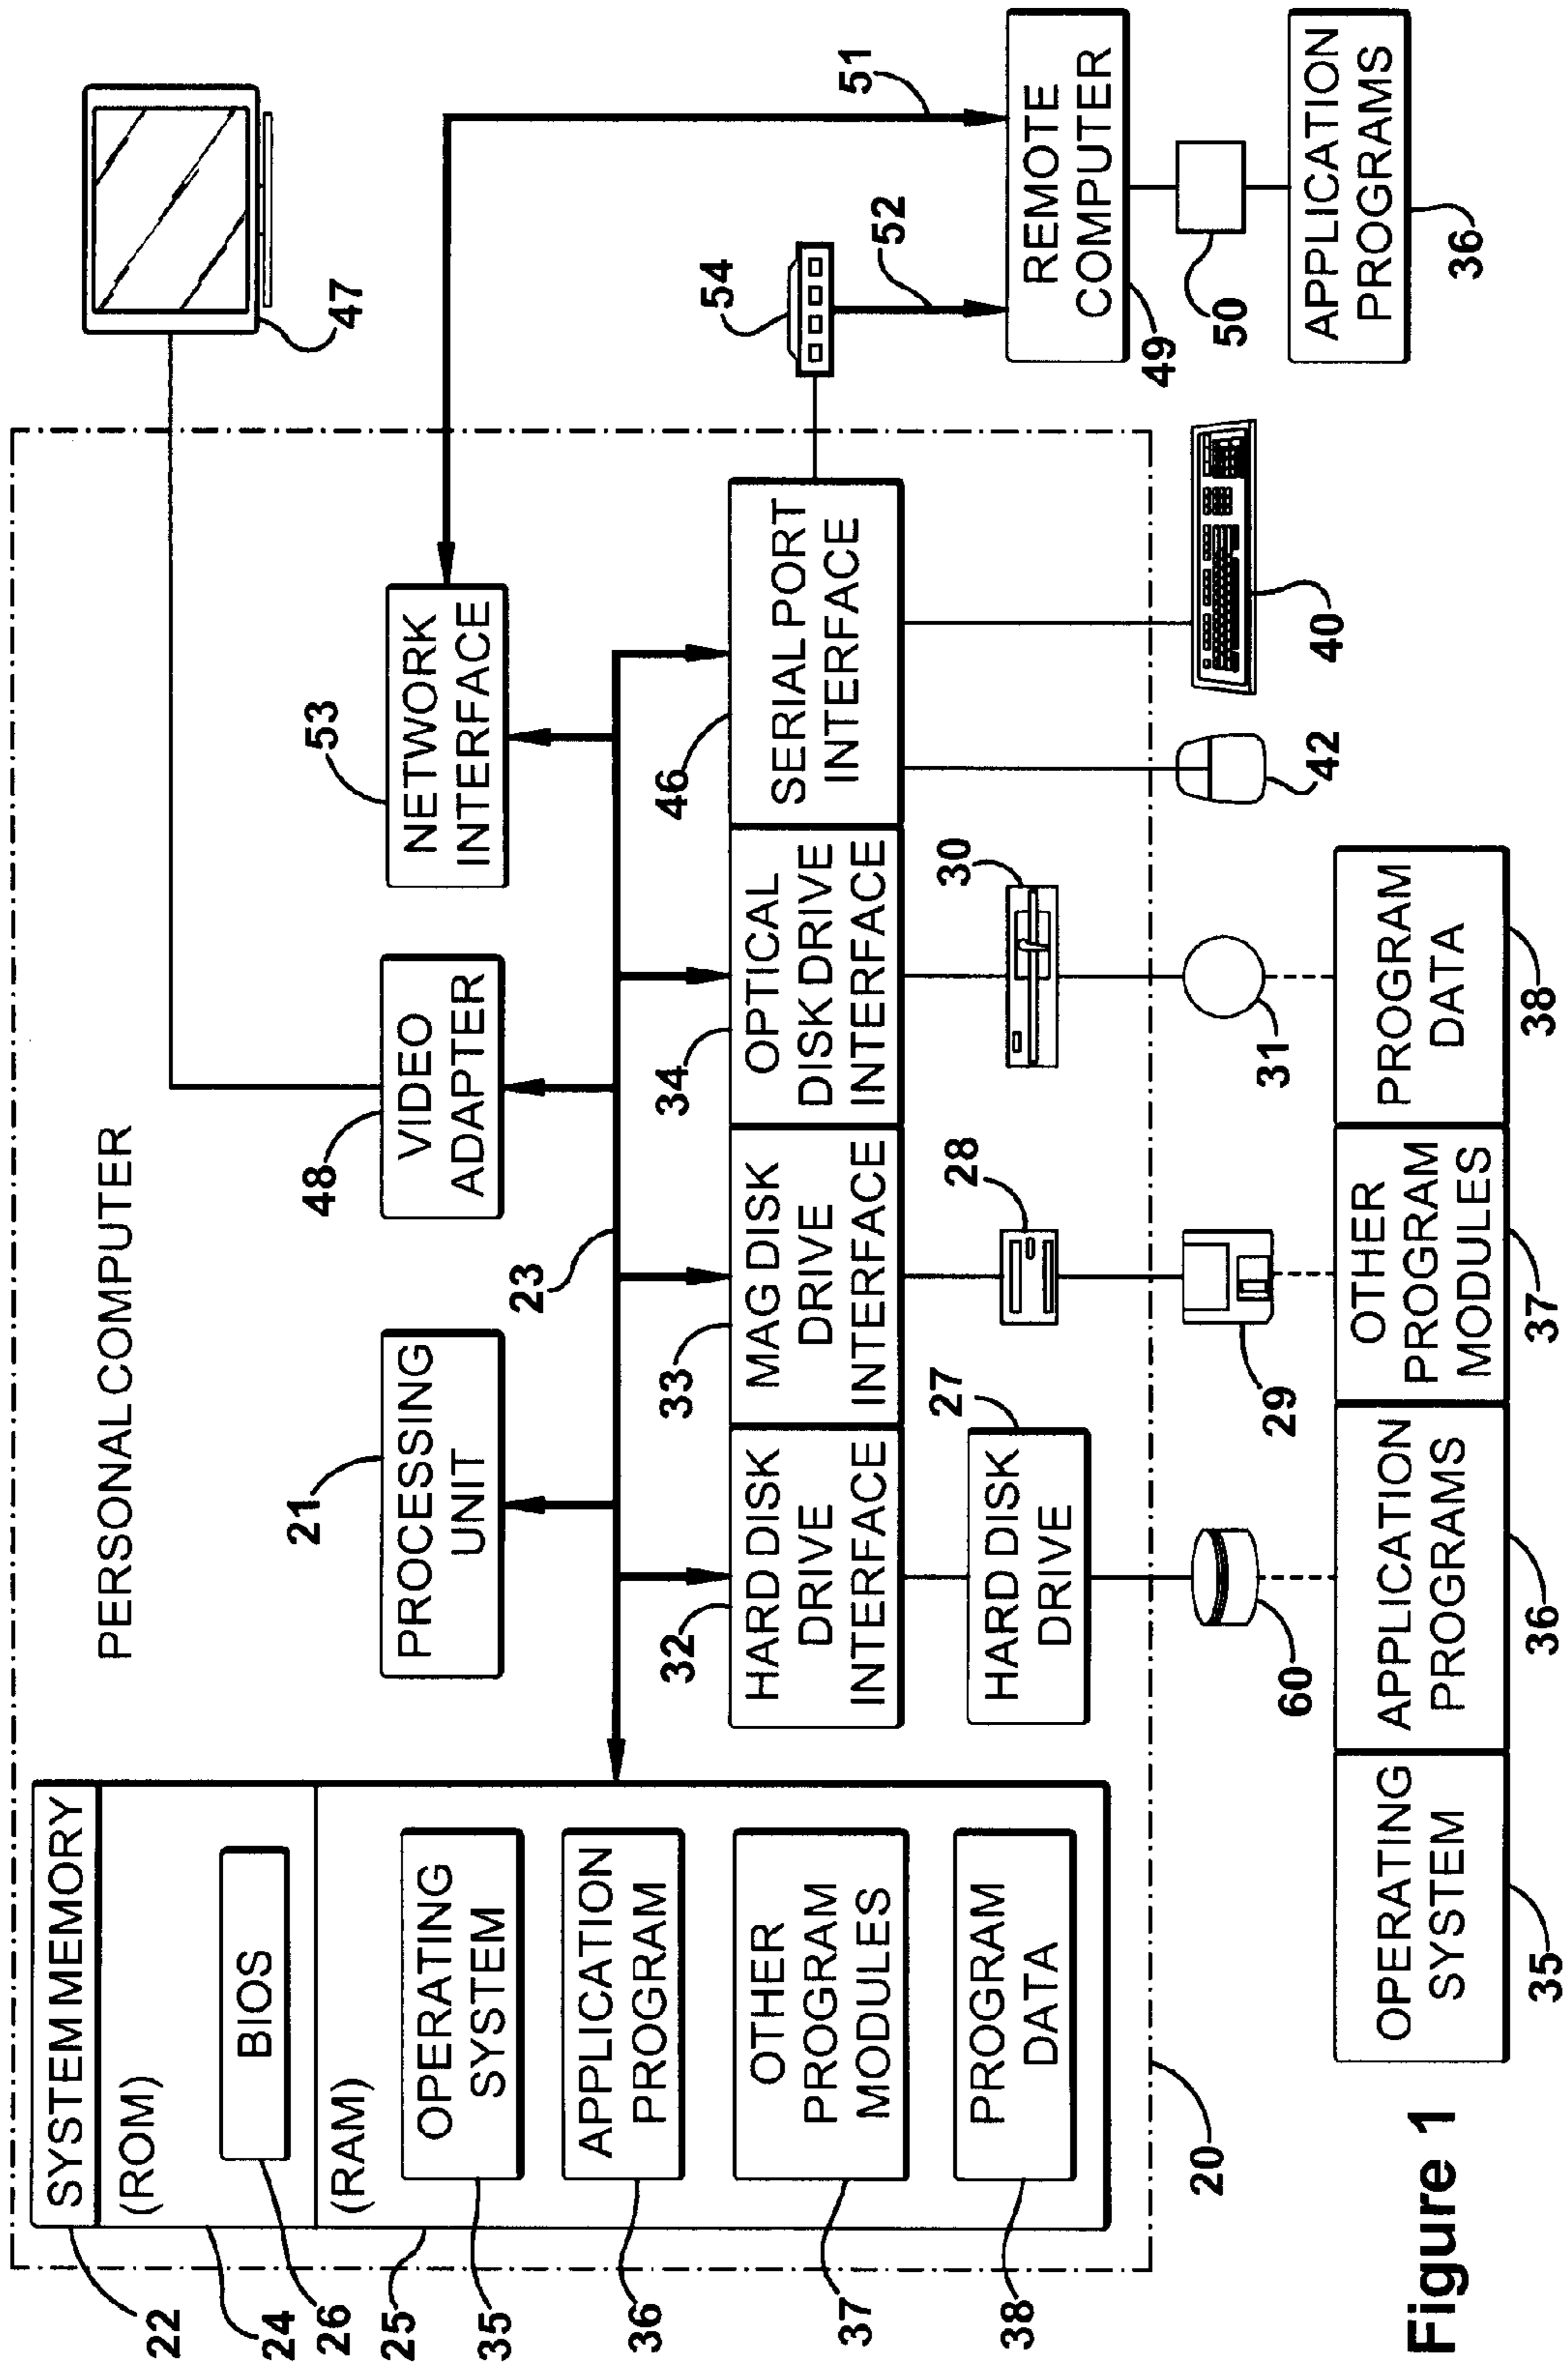 PERSONAL COMPUTER
22
SYSTEM MEMORY
24
(ROM)
26
BIOS
25
(RAM)
35
OPERATING
SYSTEM
36
APPLICATION
PROGRAM
37
OTHER
PROGRAM
MODULES
38
PROGRAM
DATA
20
21
PROCESSING
UNIT
48
VIDEO
ADAPTER
53
NETWORK
INTERFACE
47
23
32
HARD DISK
DRIVE
INTERFACE
33
MAG DISK
DRIVE
INTERFACE
34
OPTICAL
DISK DRIVE
INTERFACE
46
SERIAL PORT
INTERFACE
54
52
51
27
HARD DISK
DRIVE
28
30
60
29
31
42
40
REMOTE
COMPUTER
49
50
APPLICATION
PROGRAMS
36
OPERATING
SYSTEM
35
APPLICATION
PROGRAMS
36
OTHER
PROGRAM
MODULES
37
PROGRAM
DATA
38
Figure 1